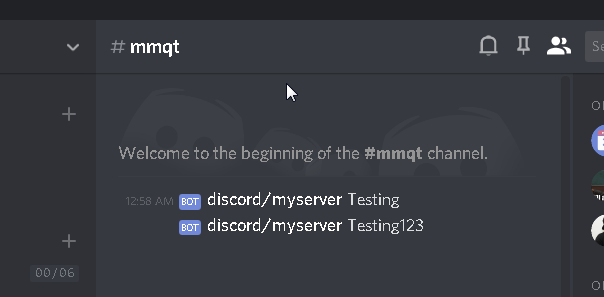 # mmqt
Se
Welcome to the beginning of the #mmqt channel.
12:58 AM BOT discord/myserver Testing
BOT discord/myserver Testing123
00/06